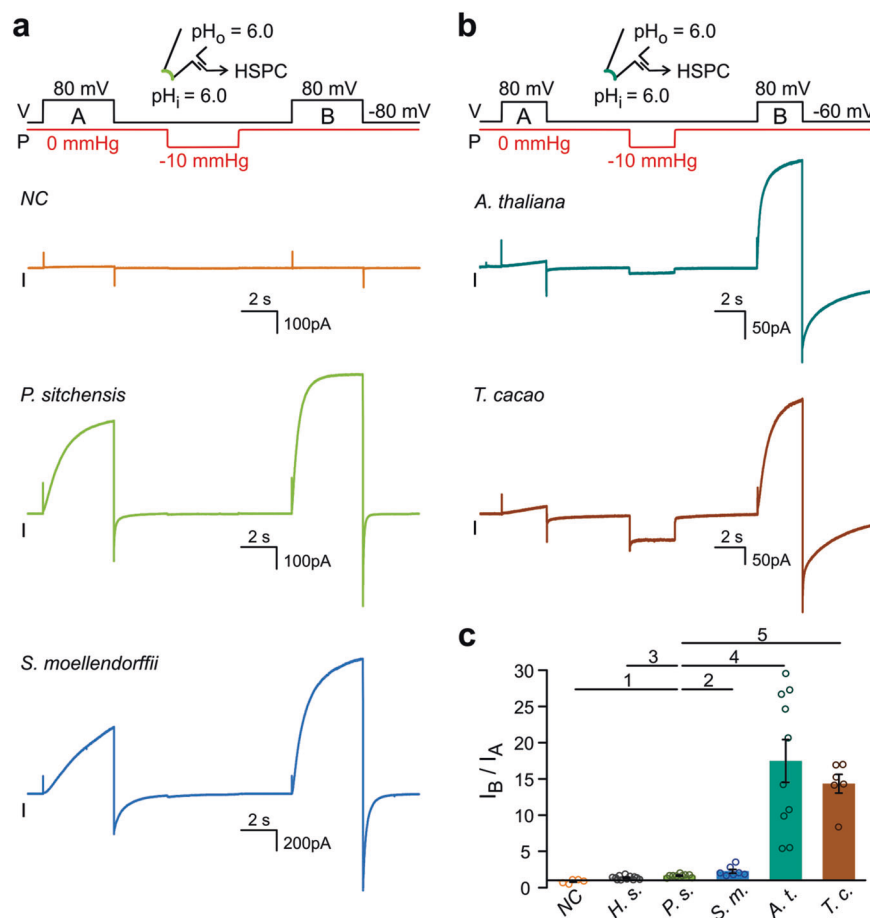 a
pHo = 6.0
HSPC
pHi = 6.0
80 mV
80 mV
-80 mV
V
A
B
P
0 mmHg
-10 mmHg
NC
I
2 s
100pA
P. sitchensis
I
2 s
100pA
S. moellendorffii
I
2 s
200pA
b
pHo = 6.0
HSPC
pHi = 6.0
80 mV
80 mV
-60 mV
V
A
B
P
0 mmHg
-10 mmHg
A. thaliana
I
2 s
50pA
T. cacao
I
2 s
50pA
c
5
3
4
1
2
30
25
20
15
10
5
1
0
IB / IA
NC
H. s.
P. s.
S. m.
A. t.
T. c.